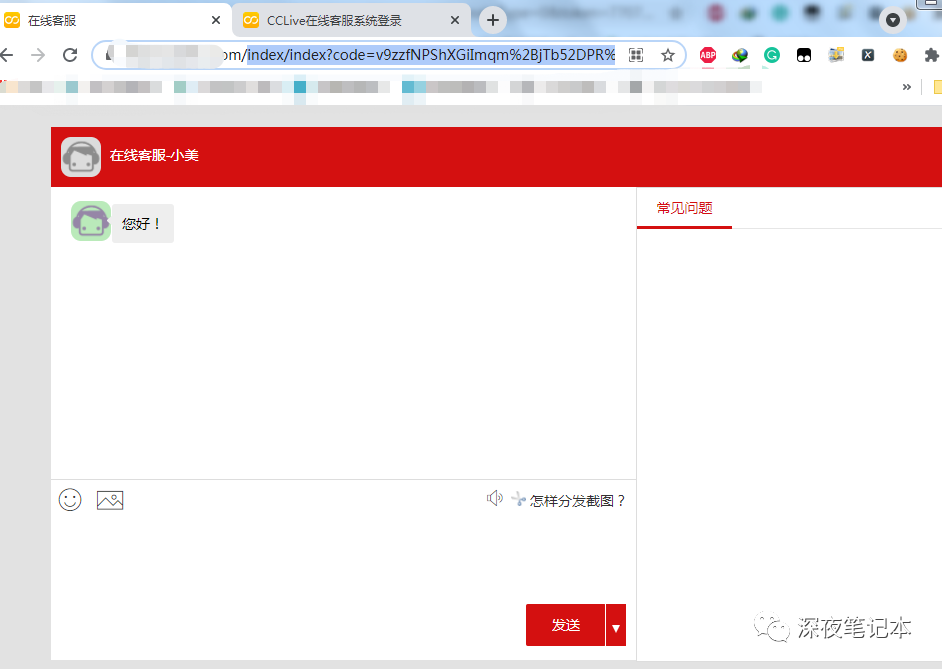 在线客服
CCLive在线客服系统登录
om/index/index?code=v9zzfNPShXGiImqm%2BjTb52DPR%
ABP
在线客服-小美
您好！
常见问题
怎样分发截图？
发送
深夜笔记本